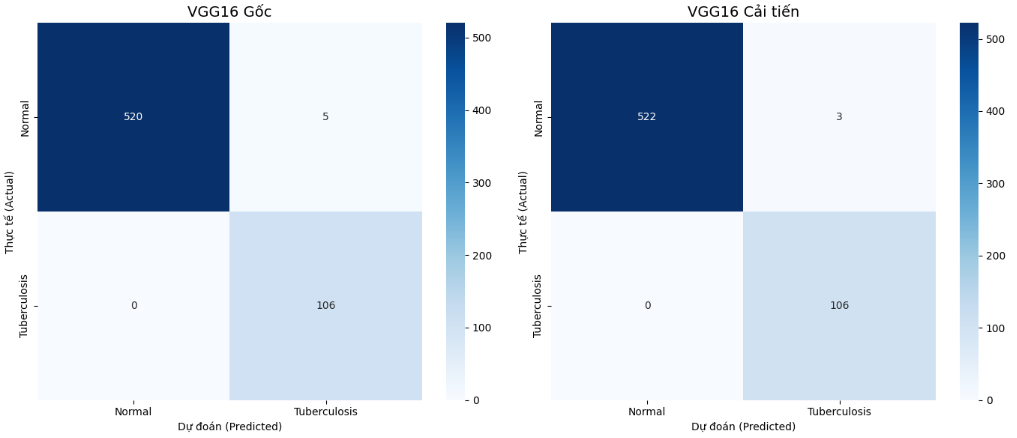 VGG16 Gốc
Thực tế (Actual)
Normal
Tuberculosis
520
5
0
106
Normal
Tuberculosis
Dự đoán (Predicted)
500
400
300
200
100
0
VGG16 Cải tiến
Thực tế (Actual)
Normal
Tuberculosis
522
3
0
106
Normal
Tuberculosis
Dự đoán (Predicted)
500
400
300
200
100
0